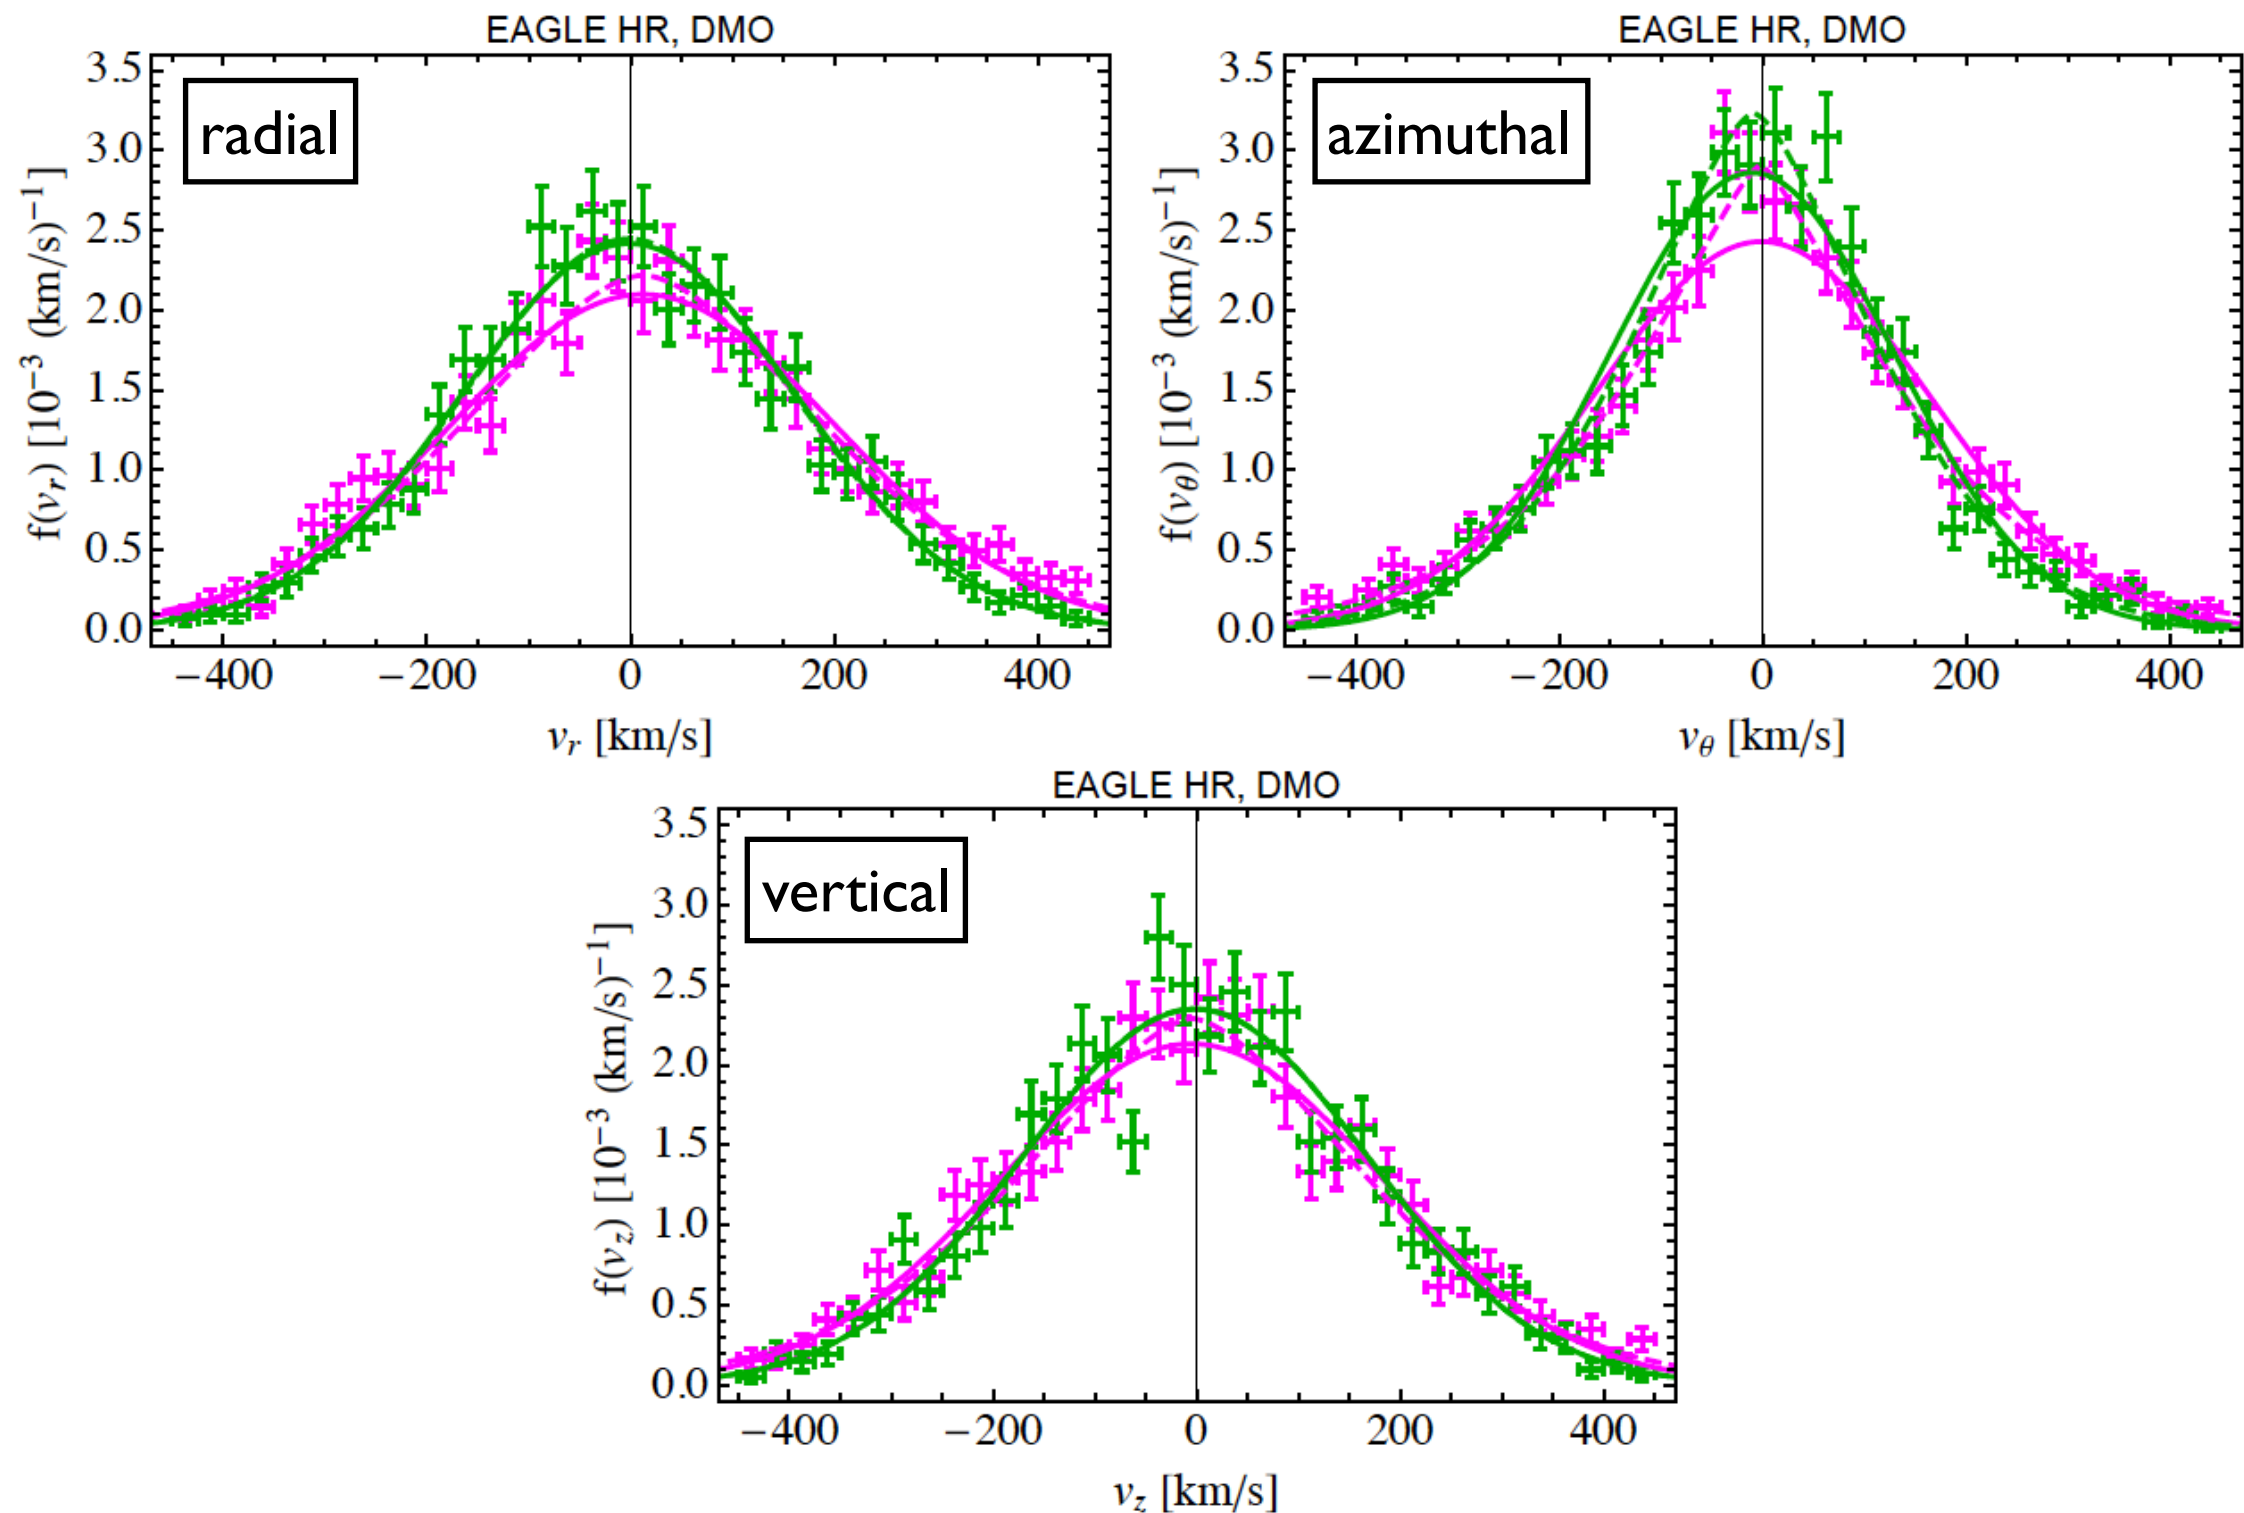 EAGLE HR, DMO
radial
3.5
3.0
2.5
2.0
1.5
1.0
0.5
0.0
f(v_r) [10⁻³ (km/s)⁻¹]
−400 −200 0 200 400
v_r [km/s]
EAGLE HR, DMO
azimuthal
3.5
3.0
2.5
2.0
1.5
1.0
0.5
0.0
f(v_θ) [10⁻³ (km/s)⁻¹]
−400 −200 0 200 400
v_θ [km/s]
EAGLE HR, DMO
vertical
3.5
3.0
2.5
2.0
1.5
1.0
0.5
0.0
f(v_z) [10⁻³ (km/s)⁻¹]
−400 −200 0 200 400
v_z [km/s]